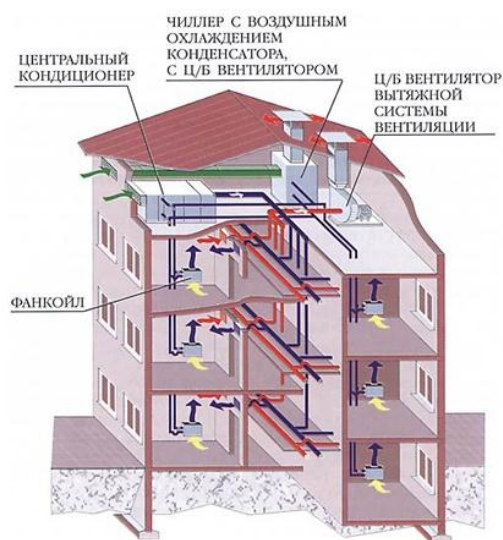 ЧИЛЛЕР С ВОЗДУШНЫМ
ОХЛАЖДЕНИЕМ
КОНДЕНСАТОРА,
С Ц/Б ВЕНТИЛЯТОРОМ
ЦЕНТРАЛЬНЫЙ
КОНДИЦИОНЕР
Ц/Б ВЕНТИЛЯТОР
ВЫТЯЖНОЙ
СИСТЕМЫ
ВЕНТИЛЯЦИИ
ФАНКОЙЛ